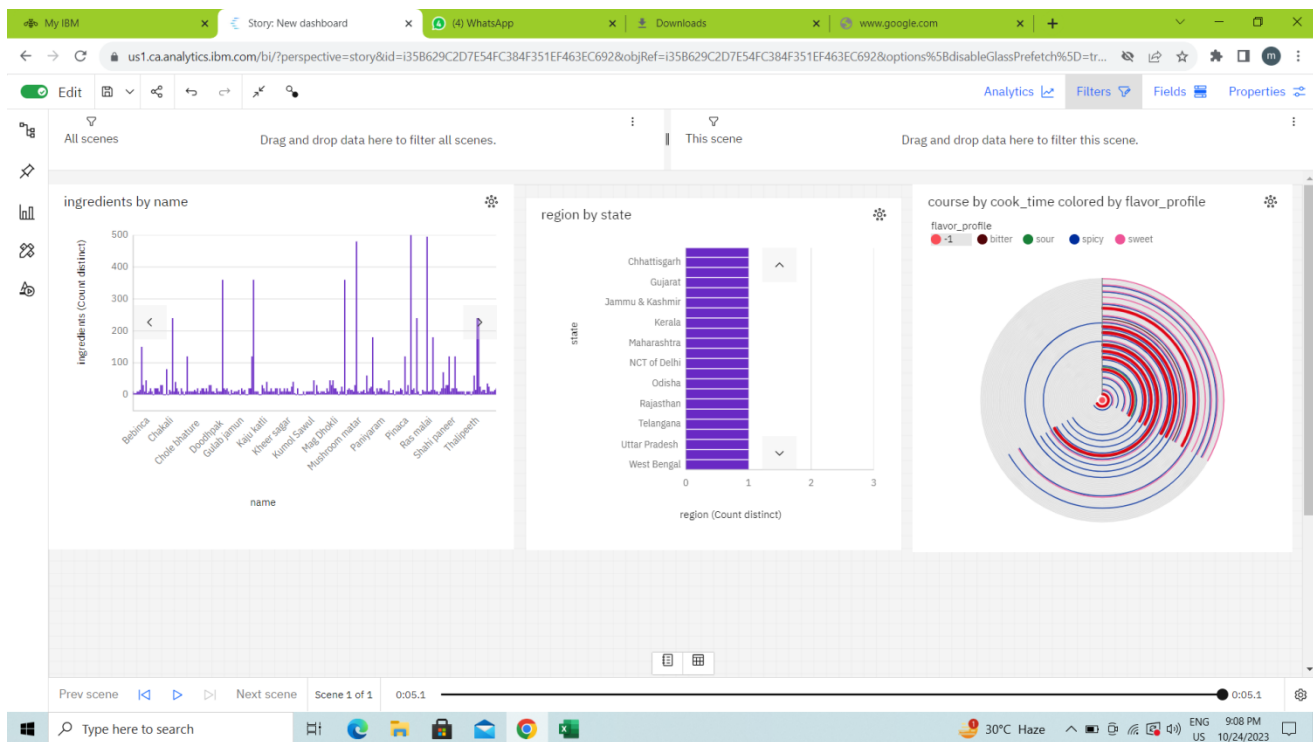 My IBM
Story: New dashboard
(4) WhatsApp
Downloads
www.google.com
us1.ca.analytics.ibm.com/bi/?perspective=story&id=i35B629C2D7E54FC384F351EF463EC692&objRef=i35B629C2D7E54FC384F351EF463EC692&options%5BdisableGlassPrefetch%5D=tr...
m
Edit
Analytics
Filters
Fields
Properties
All scenes
Drag and drop data here to filter all scenes.
This scene
Drag and drop data here to filter this scene.
ingredients by name
ingredients (Count distinct)
500
400
300
200
100
0
Bebinca
Chakali
Chole bhature
Doodhpak
Gulab jamun
Kaju katli
Kheer sagar
Kumol Sawul
Mag Dhokli
Mushroom matar
Paniyaram
Pinaca
Ras malai
Shahi paneer
Thalipeeth
name
region by state
state
Chhattisgarh
Gujarat
Jammu & Kashmir
Kerala
Maharashtra
NCT of Delhi
Odisha
Rajasthan
Telangana
Uttar Pradesh
West Bengal
0 1 2 3
region (Count distinct)
course by cook_time colored by flavor_profile
flavor_profile
-1 bitter sour spicy sweet
Prev scene
Next scene
Scene 1 of 1
0:05.1
0:05.1
Type here to search
30°C Haze
ENG
US
9:08 PM
10/24/2023